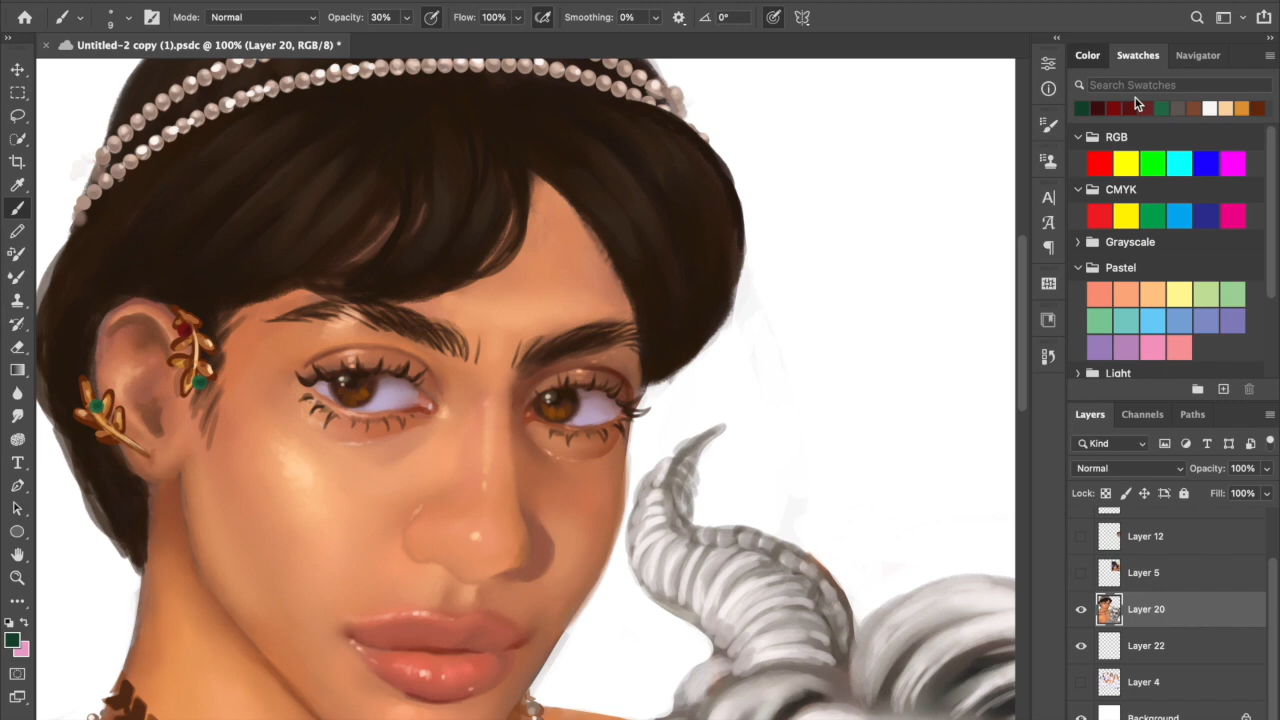 9 Mode: Normal Opacity: 30% Flow: 100% Smoothing: 0% 0°
Untitled-2 copy (1).psdc @ 100% (Layer 20, RGB/8) *
Color Swatches Navigator
Search Swatches
RGB
CMYK
Grayscale
Pastel
Light
Layers Channels Paths
Kind
Normal Opacity: 100%
Lock: Fill: 100%
Layer 12
Layer 5
Layer 20
Layer 22
Layer 4
Background